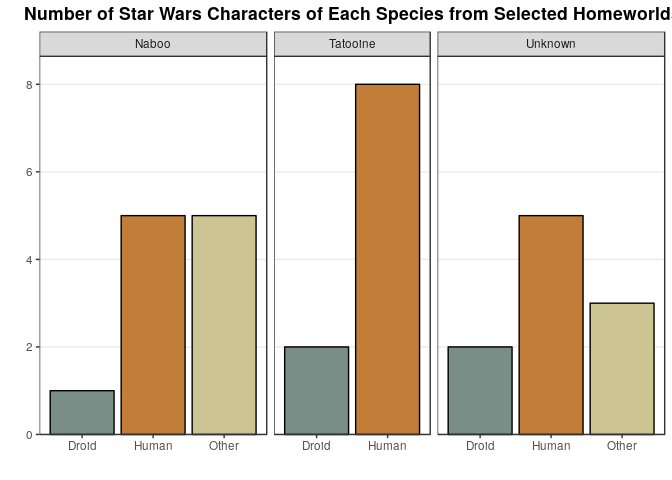 Number of Star Wars Characters of Each Species from Selected Homeworld
Naboo
Tatooine
Unknown
8
6
4
2
0
Droid Human Other
Droid Human
Droid Human Other